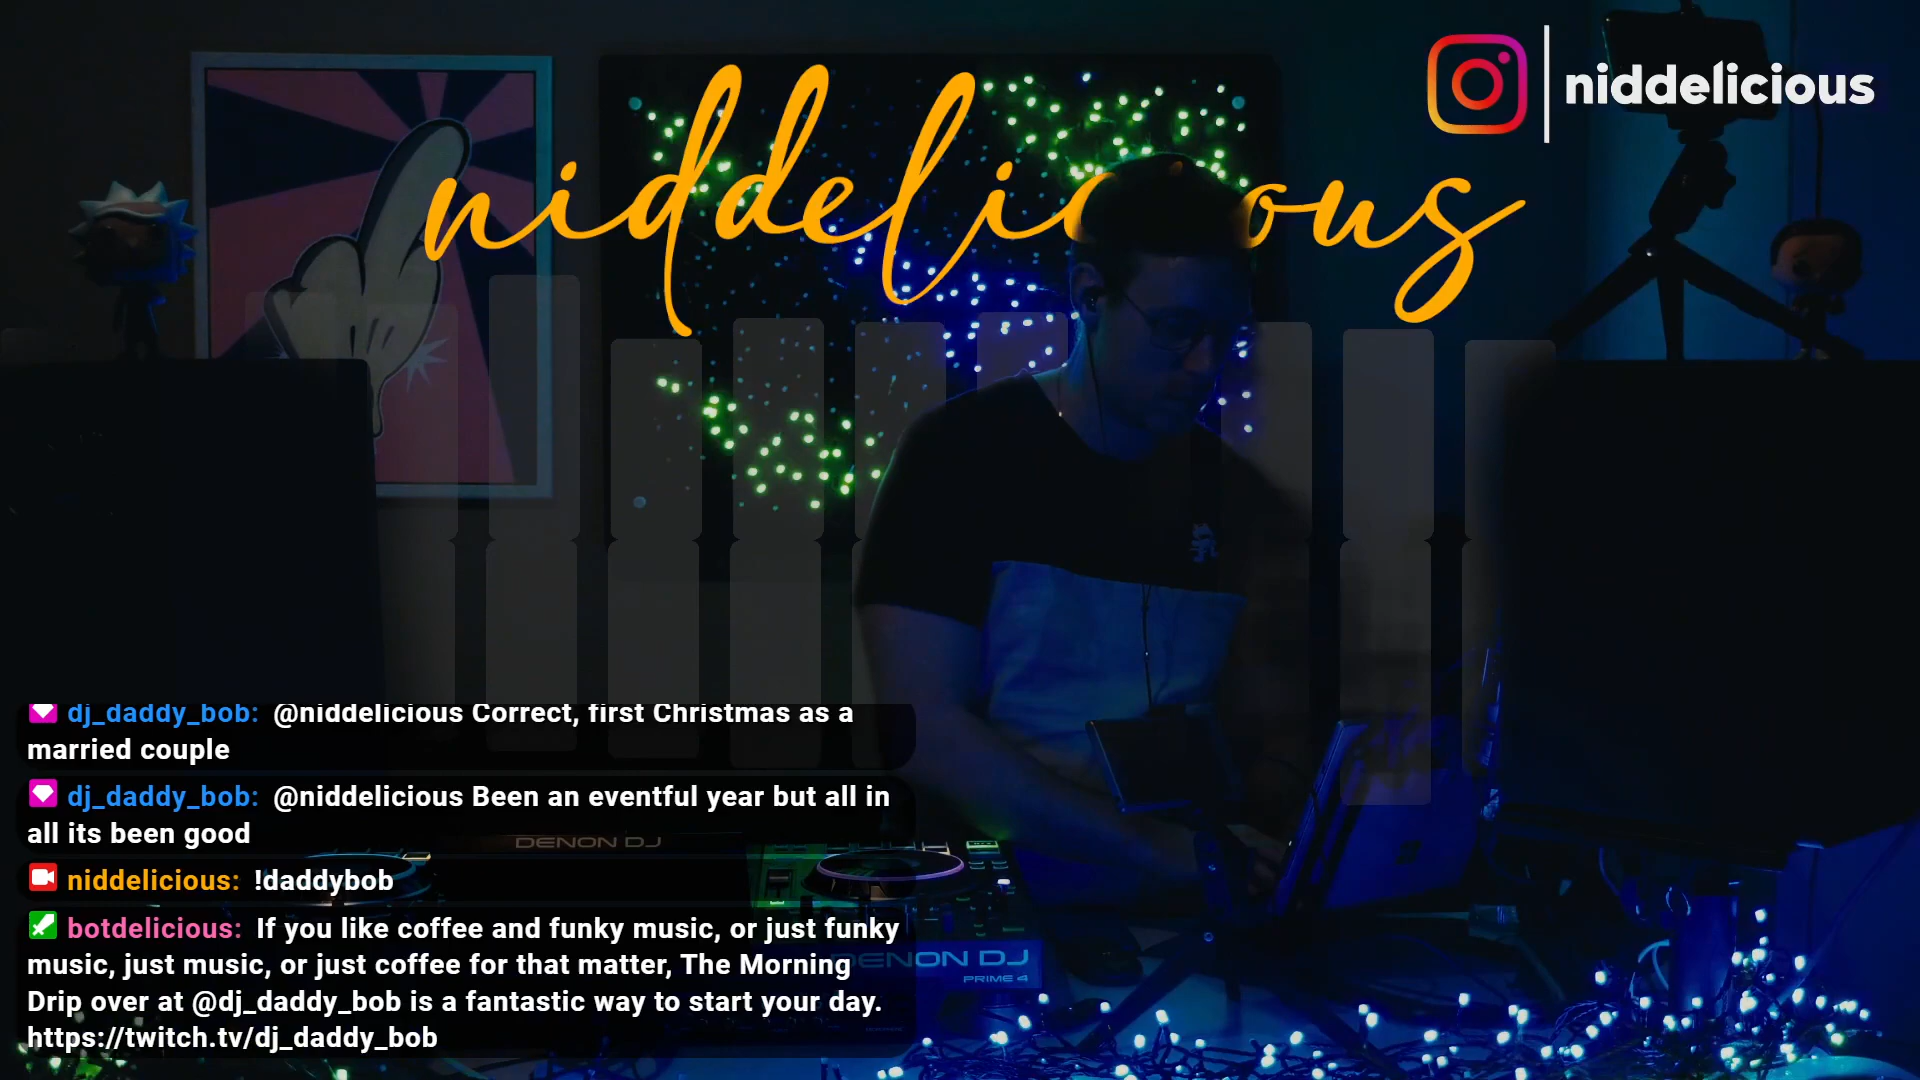 niddelicious
niddelicious
dj_daddy_bob: @niddelicious Correct, first Christmas as a
married couple
dj_daddy_bob: @niddelicious Been an eventful year but all in
all its been good
DENON DJ
niddelicious: !daddybob
botdelicious: If you like coffee and funky music, or just funky
music, just music, or just coffee for that matter, The Morning
DENON DJ
PRIME 4
Drip over at @dj_daddy_bob is a fantastic way to start your day.
https://twitch.tv/dj_daddy_bob